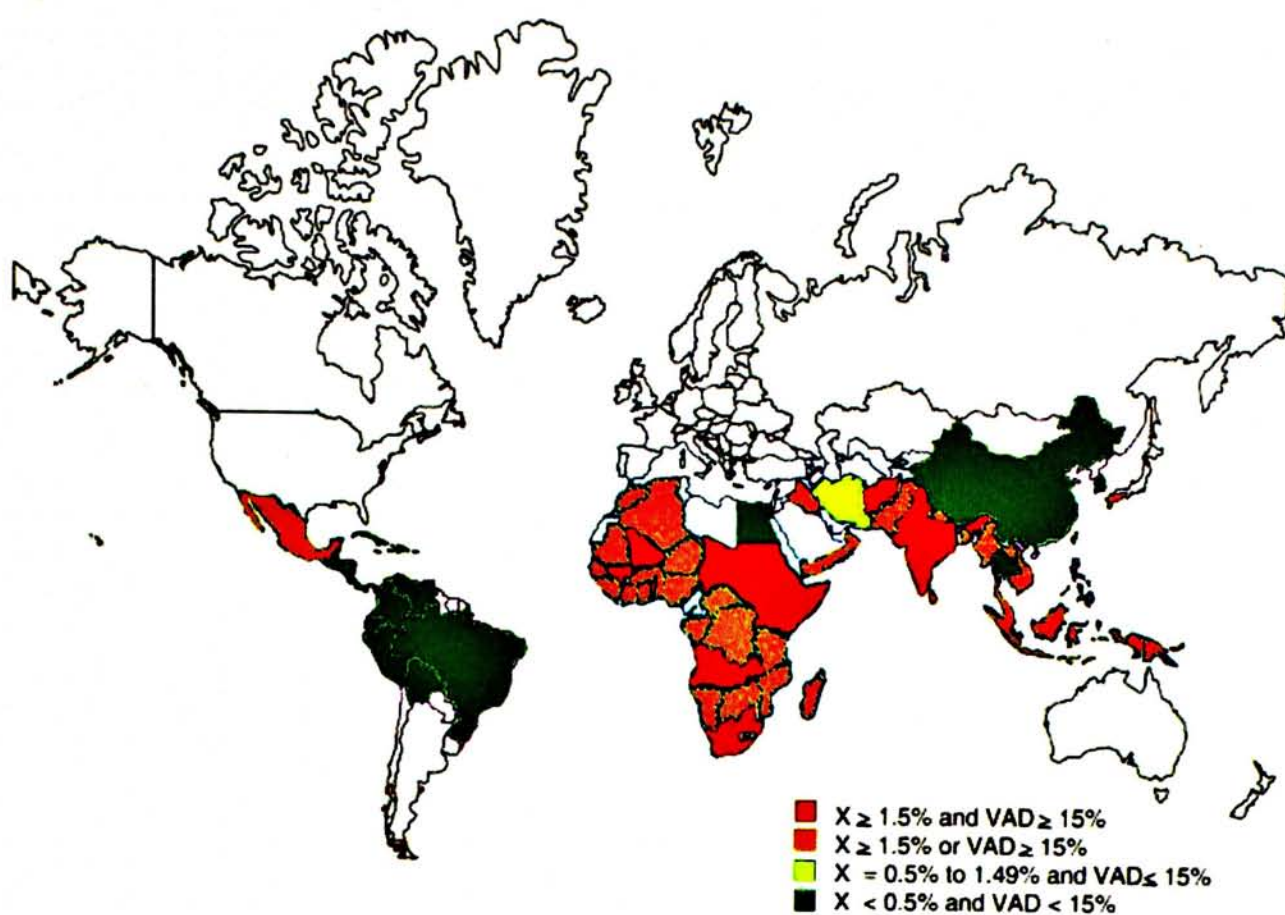 X ≥ 1.5% and VAD ≥ 15%
X ≥ 1.5% or VAD ≥ 15%
X = 0.5% to 1.49% and VAD ≤ 15%
X < 0.5% and VAD < 15%